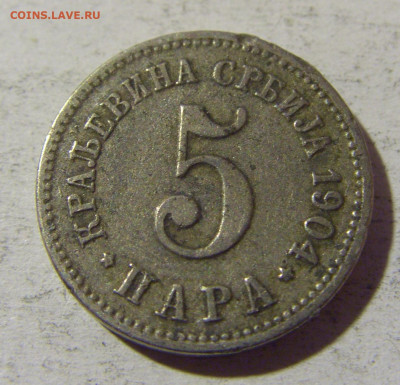 COINS.LAVE.RU
КРАЉЕВИНА СРБИЈА 1904
5
ПАРА